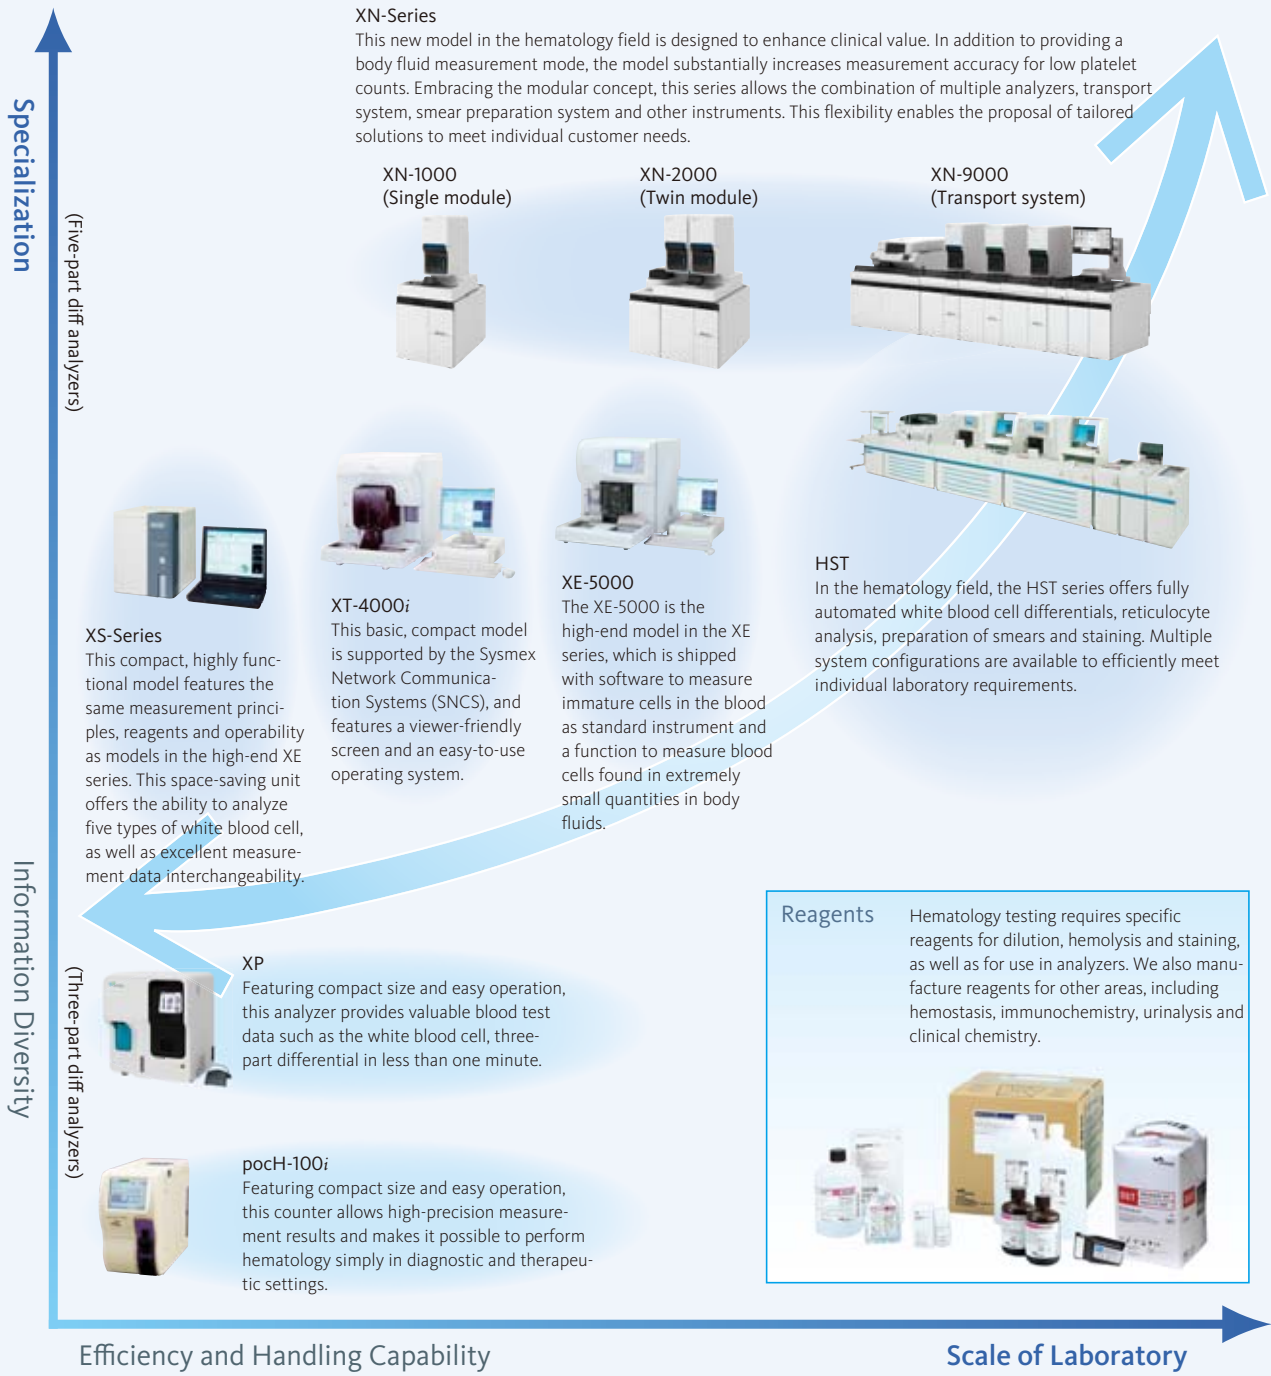 XN-Series
This new model in the hematology field is designed to enhance clinical value. In addition to providing a
body fluid measurement mode, the model substantially increases measurement accuracy for low platelet
counts. Embracing the modular concept, this series allows the combination of multiple analyzers, transport
system, smear preparation system and other instruments. This flexibility enables the proposal of tailored
solutions to meet individual customer needs.
Specialization
(Five-part diff analyzers)
XN-1000
(Single module)
XN-2000
(Twin module)
XN-9000
(Transport system)
XS-Series
This compact, highly func-
tional model features the
same measurement princi-
ples, reagents and operability
as models in the high-end XE
series. This space-saving unit
offers the ability to analyze
five types of white blood cell,
as well as excellent measure-
ment data interchangeability.
XT-4000i
This basic, compact model
is supported by the Sysmex
Network Communica-
tion Systems (SNCS), and
features a viewer-friendly
screen and an easy-to-use
operating system.
XE-5000
The XE-5000 is the
high-end model in the XE
series, which is shipped
with software to measure
immature cells in the blood
as standard instrument and
a function to measure blood
cells found in extremely
small quantities in body
fluids.
HST
In the hematology field, the HST series offers fully
automated white blood cell differentials, reticulocyte
analysis, preparation of smears and staining. Multiple
system configurations are available to efficiently meet
individual laboratory requirements.
Information Diversity
(Three-part diff analyzers)
XP
Featuring compact size and easy operation,
this analyzer provides valuable blood test
data such as the white blood cell, three-
part differential in less than one minute.
pocH-100i
Featuring compact size and easy operation,
this counter allows high-precision measure-
ment results and makes it possible to perform
hematology simply in diagnostic and therapeu-
tic settings.
Reagents
Hematology testing requires specific
reagents for dilution, hemolysis and staining,
as well as for use in analyzers. We also manu-
facture reagents for other areas, including
hemostasis, immunochemistry, urinalysis and
clinical chemistry.
Efficiency and Handling Capability
Scale of Laboratory